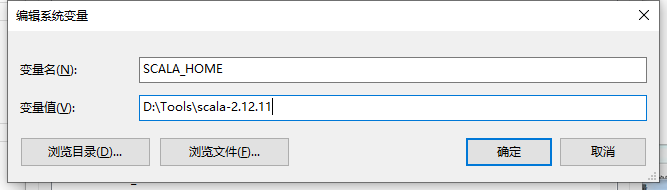 编辑系统变量
变量名(N):
SCALA_HOME
变量值(V):
D:\Tools\scala-2.12.11
浏览目录(D)...
浏览文件(F)...
确定
取消